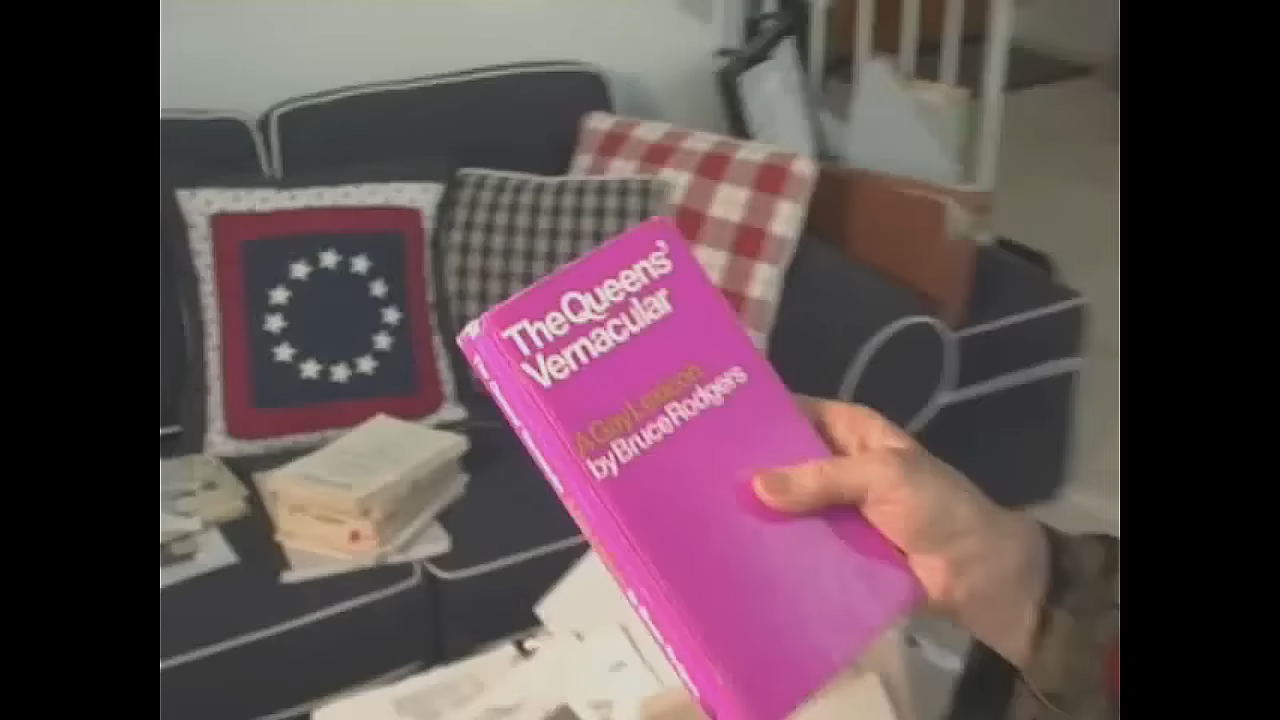 The Queens'
Vernacular
A Gay Lexicon
by Bruce Rodgers